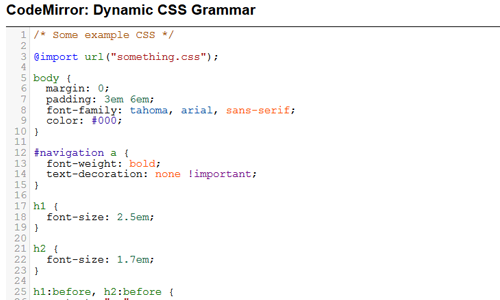 CodeMirror: Dynamic CSS Grammar
1 /* Some example CSS */
2
3 @import url("something.css");
4
5 body {
6   margin: 0;
7   padding: 3em 6em;
8   font-family: tahoma, arial, sans-serif;
9   color: #000;
10 }
11
12 #navigation a {
13   font-weight: bold;
14   text-decoration: none !important;
15 }
16
17 h1 {
18   font-size: 2.5em;
19 }
20
21 h2 {
22   font-size: 1.7em;
23 }
24
25 h1:before, h2:before {